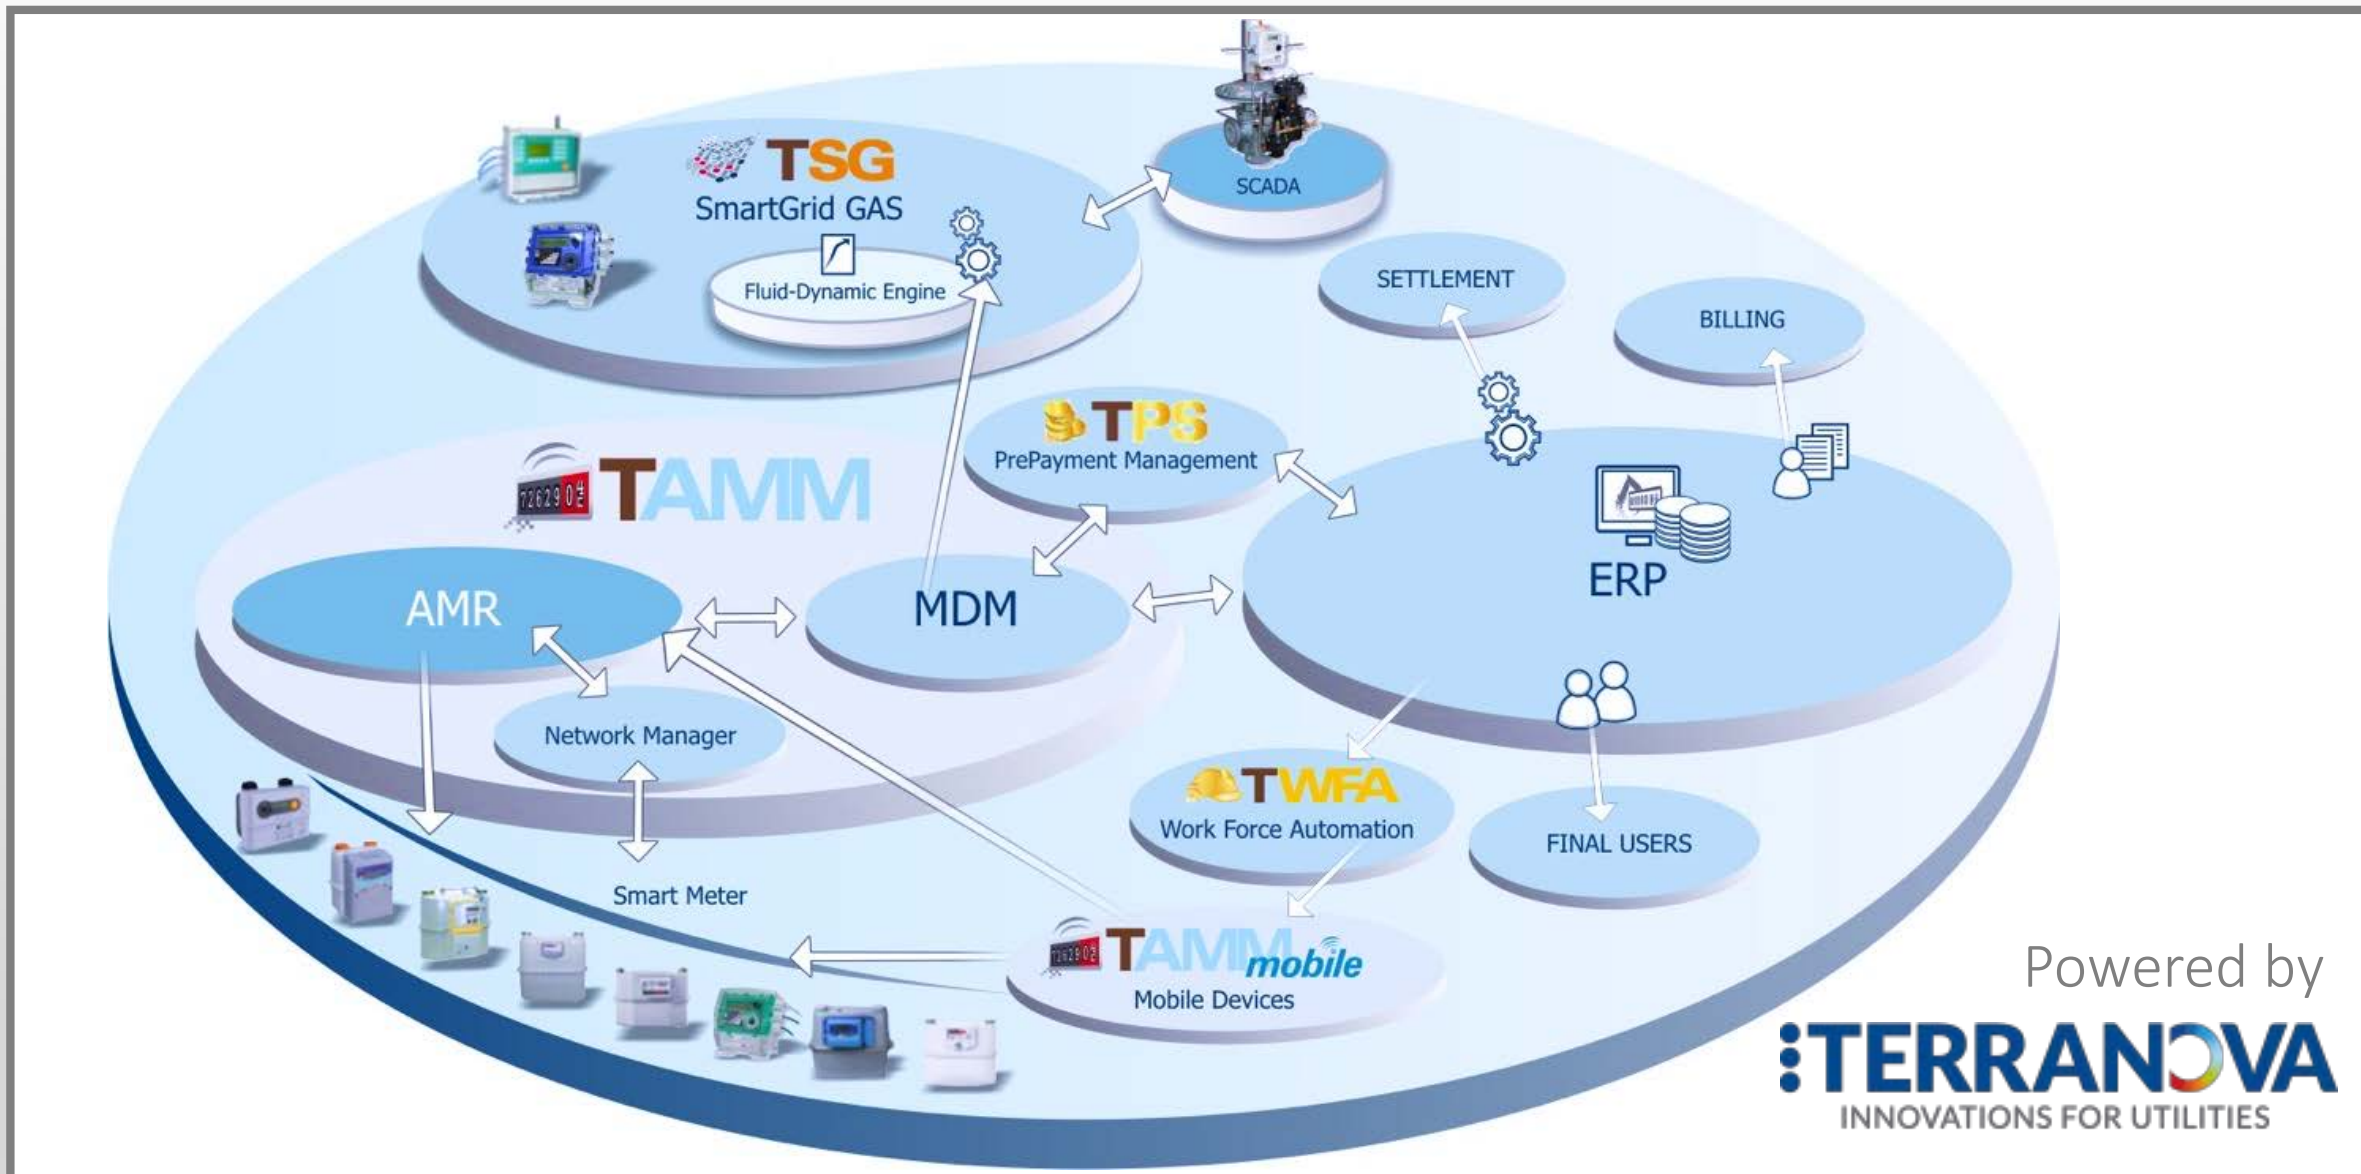 TSG
SmartGrid GAS
Fluid-Dynamic Engine
SCADA
SETTLEMENT
BILLING
TPS
PrePayment Management
TAMM
AMR
MDM
ERP
Network Manager
Smart Meter
TWFA
Work Force Automation
FINAL USERS
TAMM mobile
Mobile Devices
Powered by
TERRANOVA
INNOVATIONS FOR UTILITIES